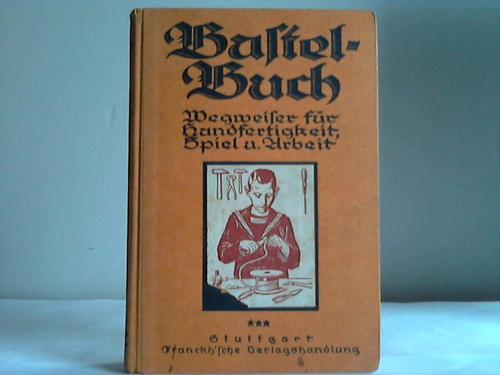 Bastel-
Buch
Wegweiser für
Handfertigkeit,
Spiel u. Arbeit
***
Stuttgart
Franckh'sche Verlagshandlung